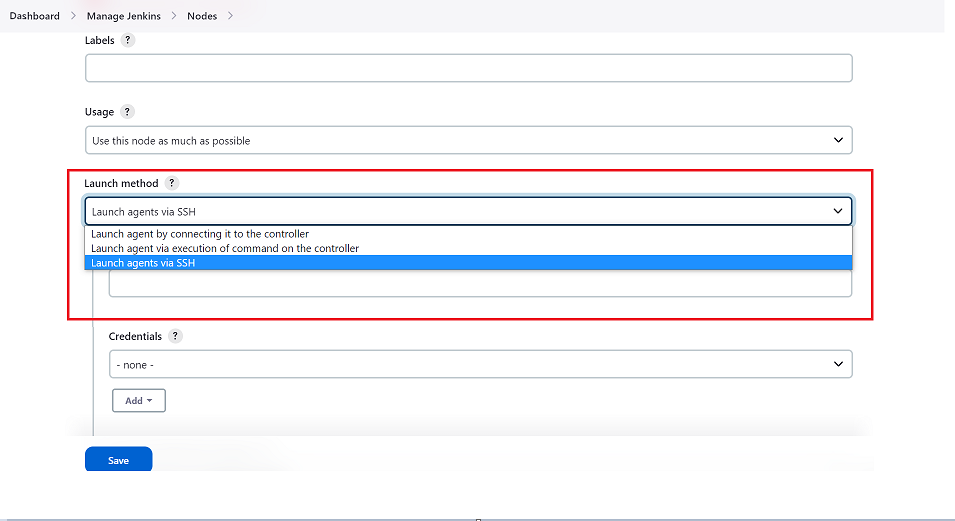 Dashboard > Manage Jenkins > Nodes >
Labels ?
Usage ?
Use this node as much as possible
Launch method ?
Launch agents via SSH
Launch agent by connecting it to the controller
Launch agent via execution of command on the controller
Launch agents via SSH
Credentials ?
- none -
Add
Save